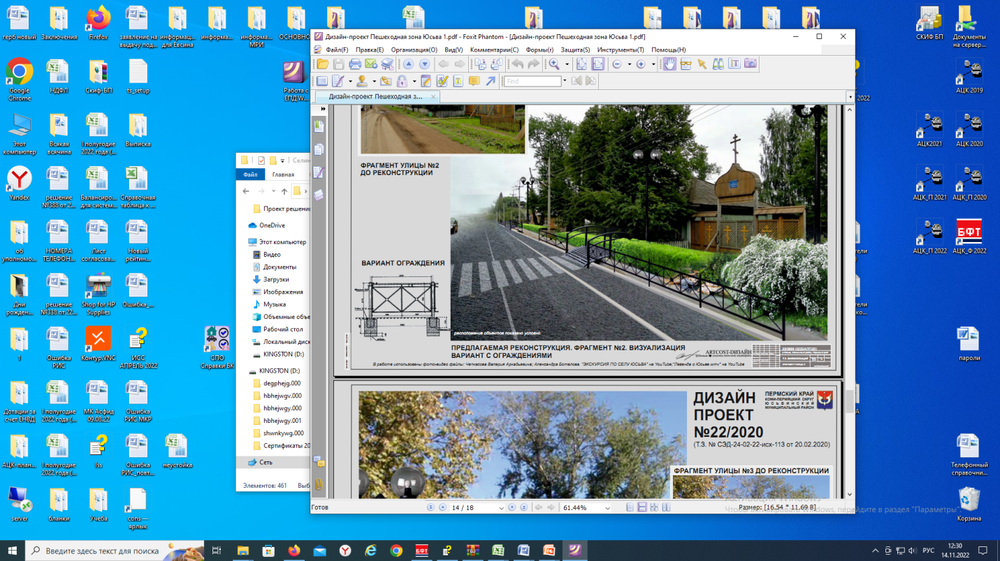 герб новый
Заключения
Firefox
заявление на
выдачу под...
информац...
для Евсина
информа...
информа...
МРИ
ОСНОВНО
СКИФ БП
Документы
на сервер...
Google
Chrome
НДФЛ
Скиф-БП
ts_setup
Работа с
ЕПД W...
2022
АЦК 2019
Этот
компьютер
Всякая
всячина
I полугодие
2022 года (...
Выписка
АЦК2021
АЦК 2020
Yandex
решение
№388 от 2...
Балансиро...
для систем...
Справочная
таблица к ...
АЦК_П 2021
АЦК_П 2020
об
уполномо...
НОМЕРА
ТЕЛЕФОН...
Лист
согласова...
Новый
рейтин...
АЦК_П 2022
БФТ
АЦК_Ф 2022
Дни
рожден...
решение
№338 от 22...
Shop for HP
Supplies
Ошибка_...
1
Ошибка
РИС
Контур.VNC
ИСС
АПРЕЛЬ 2022
СПО
Справки БК
пароли
Дотации за
счет ЕНВД
I полугодие
2022 года (...
МК Асфид
09.08.22
Ошибка
РИС МКР
АЦК-план...
I полугодие
2022 года (...
Iss
Ошибка
РИС_повт...
неустойка
Телефонный
справочни...
server
бланки
Учеба
cons —
ярлык
Корзина
Селин
Файл
Главная
Проект решени
OneDrive
Этот компьютер
Видео
Документы
Загрузки
Изображения
Музыка
Объемные объе
Рабочий стол
Локальный диск
KINGSTON (D:)
KINGSTON (D:)
degphejg.000
hbhejwgv.000
hbhejwgv.000
hbhejwgv.001
shwnkywg.000
Сертификаты 20
Сеть
Элементов: 461
Выб
Дизайн-проект Пешеходная зона Юсьва 1.pdf - Foxit Phantom - [Дизайн-проект Пешеходная зона Юсьва 1.pdf]
Файл(F) Правка(E) Организация(O) Вид(V) Комментарии(C) Формы(r) Защита(S) Инструменты(T) Помощь(H)
Find
Дизайн-проект Пешеходная з...
ФРАГМЕНТ УЛИЦЫ №2
ДО РЕКОНСТРУКЦИИ
ВАРИАНТ ОГРАЖДЕНИЯ
расположение объектов показано условно
ПРЕДЛАГАЕМАЯ РЕКОНСТРУКЦИЯ. ФРАГМЕНТ №2. ВИЗУАЛИЗАЦИЯ
ВАРИАНТ С ОГРАЖДЕНИЯМИ
ARTCOST-ДИЗАЙН
В работе использованы фото-видео файлы: Чепкасова Валерия Аркадьевича; Александра Боталова. "ЭКСКУРСИЯ ПО СЕЛУ ЮСЬВА" на YouTube;"Легенда о Юсьве.wmv" на YouTube
ДИЗАЙН
ПРОЕКТ
№22/2020
(Т.З. № СЭД-24-02-22-исх-113 от 20.02.2020)
ПЕРМСКИЙ КРАЙ
КОМИ-ПЕРМЯЦКИЙ ОКРУГ
ЮСЬВИНСКИЙ
МУНИЦИПАЛЬНЫЙ РАЙОН
ФРАГМЕНТ УЛИЦЫ №3 ДО РЕКОНСТРУКЦИИ
Готов
14 / 18
61.44%
Размер: [16.54 * 11.69 В]
Активация Windows
перейдите в раздел "Параметры"
Введите здесь текст для поиска
БФТ
РУС
12:30
14.11.2022